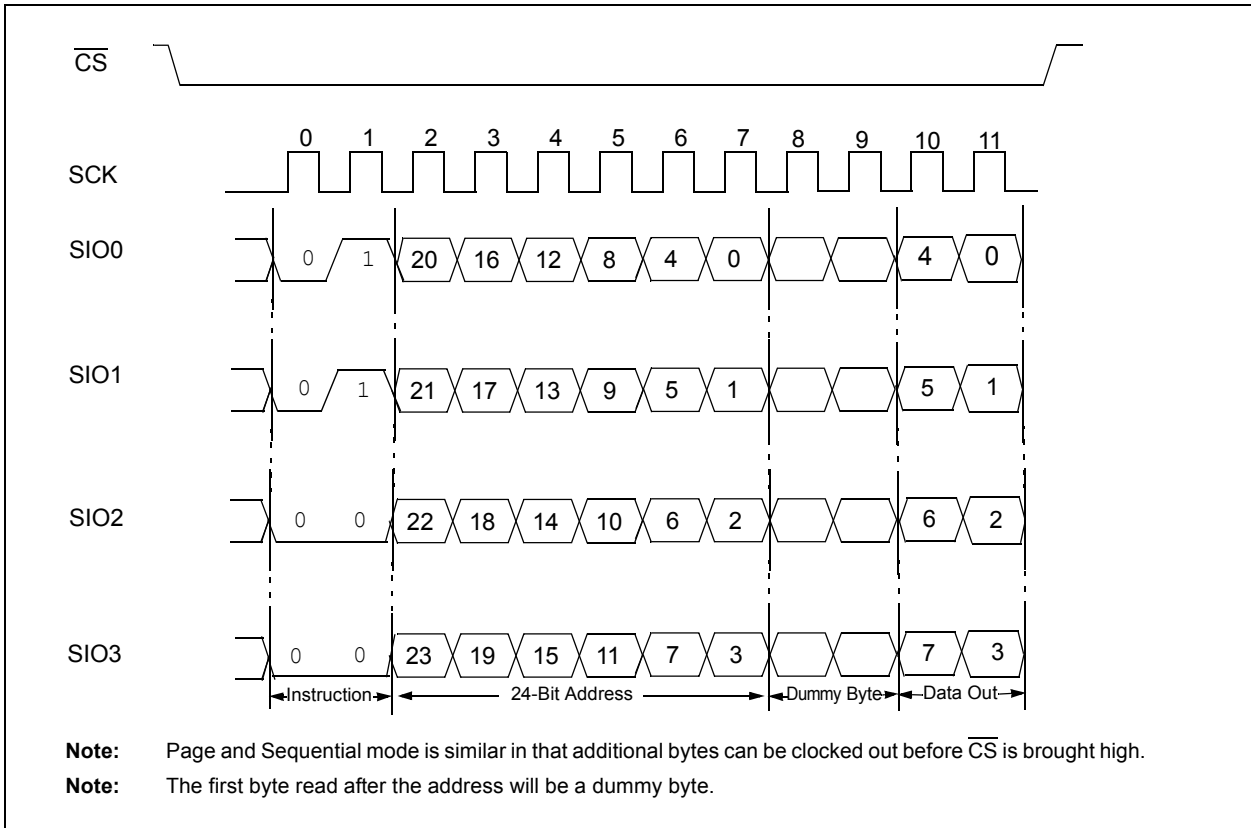 CS
0 1 2 3 4 5 6 7 8 9 10 11
SCK
SIO0 0 1 20 16 12 8 4 0 4 0
SIO1 0 1 21 17 13 9 5 1 5 1
SIO2 0 0 22 18 14 10 6 2 6 2
SIO3 0 0 23 19 15 11 7 3 7 3
Instruction 24-Bit Address Dummy Byte Data Out
Note: Page and Sequential mode is similar in that additional bytes can be clocked out before CS is brought high.
Note: The first byte read after the address will be a dummy byte.